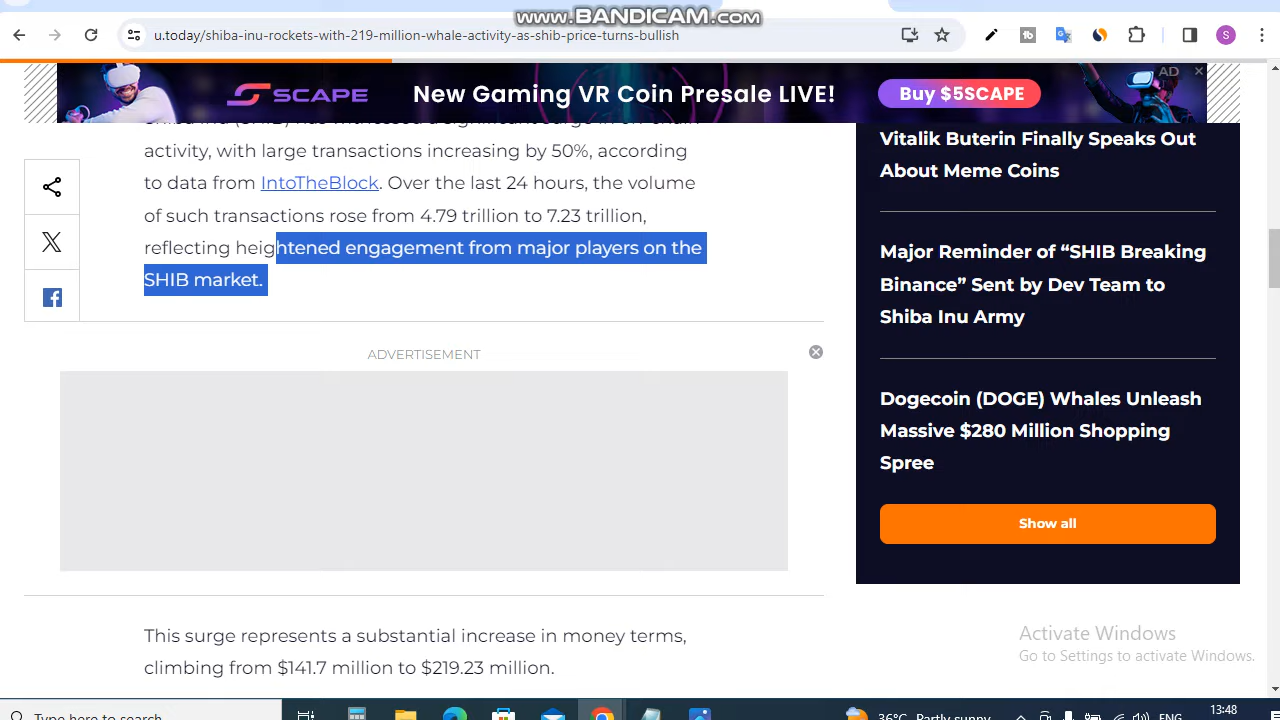 www.BANDICAM.com
u.today/shiba-inu-rockets-with-219-million-whale-activity-as-shib-price-turns-bullish
S
AD
SCAPE
New Gaming VR Coin Presale LIVE!
Buy $5SCAPE
activity, with large transactions increasing by 50%, according
to data from IntoTheBlock. Over the last 24 hours, the volume
of such transactions rose from 4.79 trillion to 7.23 trillion,
reflecting heightened engagement from major players on the
SHIB market.
ADVERTISEMENT
This surge represents a substantial increase in money terms,
climbing from $141.7 million to $219.23 million.
Vitalik Buterin Finally Speaks Out
About Meme Coins
Major Reminder of “SHIB Breaking
Binance” Sent by Dev Team to
Shiba Inu Army
Dogecoin (DOGE) Whales Unleash
Massive $280 Million Shopping
Spree
Show all
Activate Windows
Go to Settings to activate Windows.
Type here to search
36°C Partly sunny
ENG
13:48